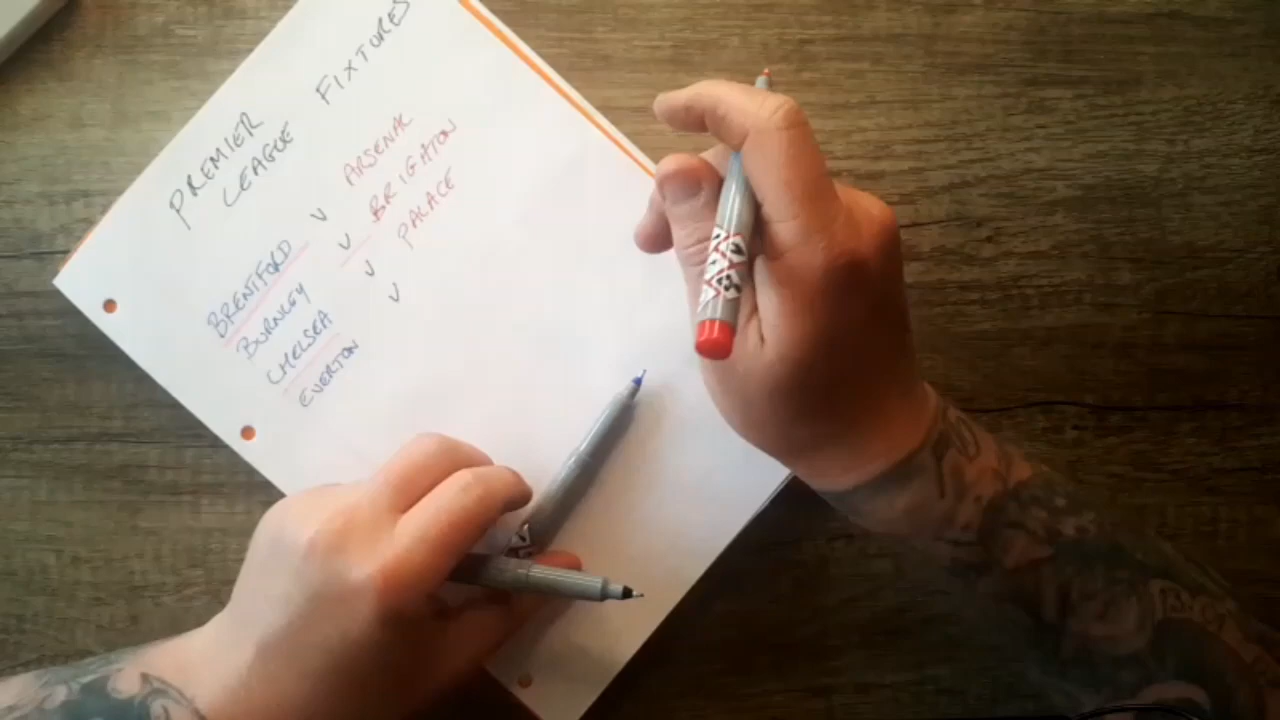 PREMIER LEAGUE FIXTURES
BRENTFORD v ARSENAL
BURNLEY v BRIGHTON
CHELSEA v PALACE
EVERTON v